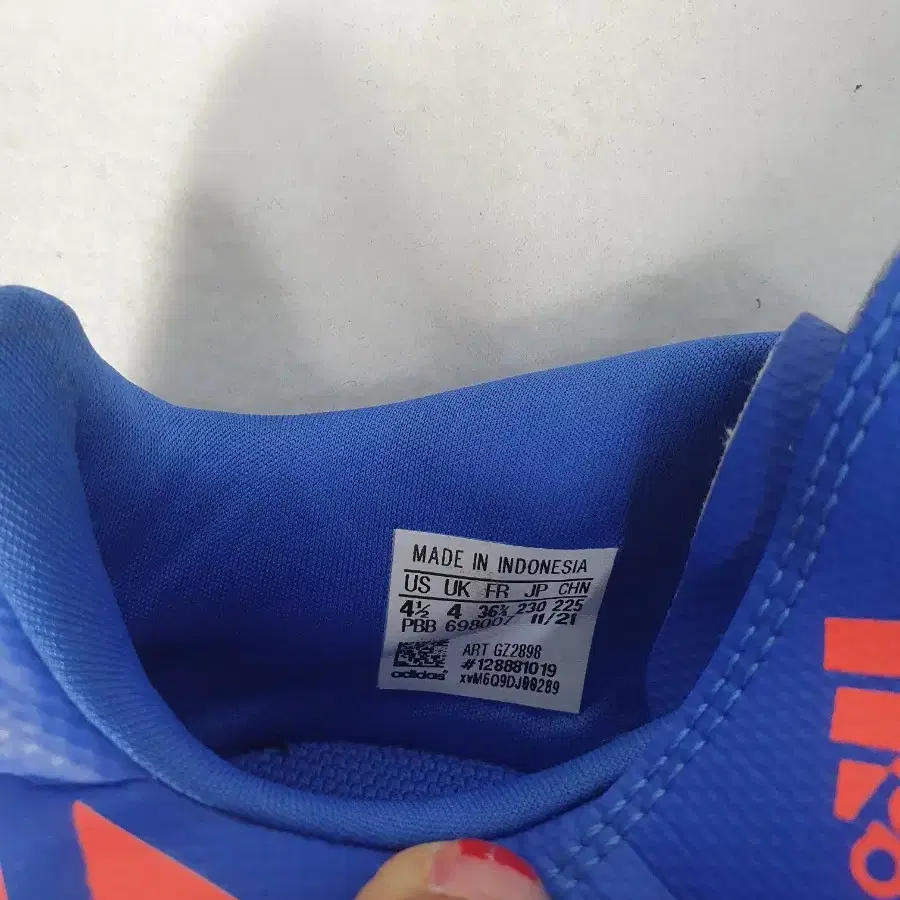 MADE IN INDONESIA
US UK FR JP CHN
4½ 4 36⅔ 230 225
PBB 698007 11/21
ART GZ2898
#128881019
adidas xvM6Q9DJ00289